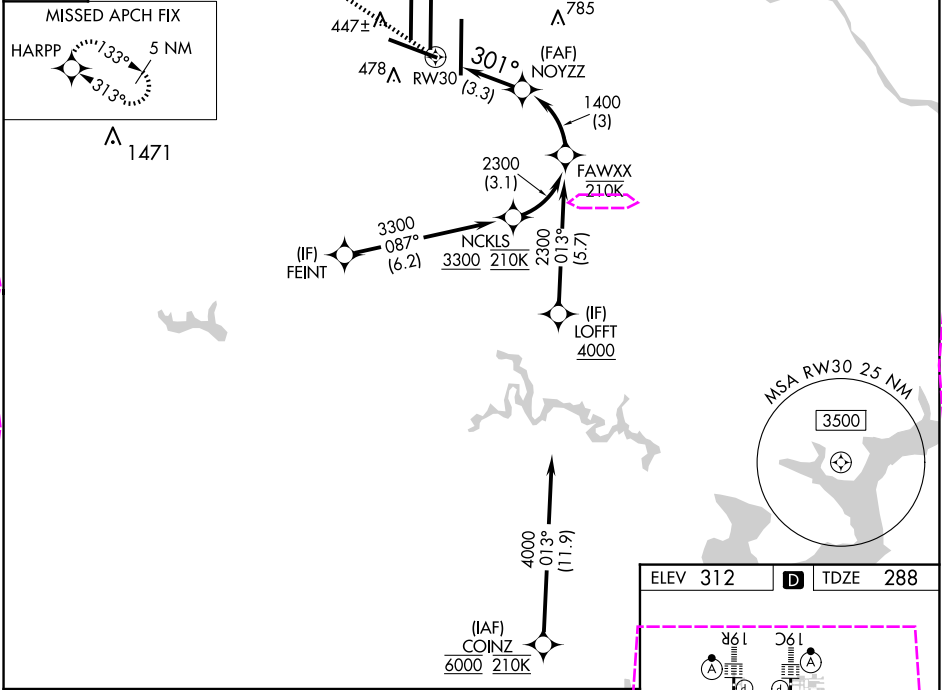 MISSED APCH FIX
HARPP
133°
5 NM
313°
1471
447±
478
RW30
785
301°
(3.3)
(FAF)
NOYZZ
1400
(3)
2300
(3.1)
FAWXX
210K
3300
087°
(6.2)
(IF)
FEINT
NCKLS
3300 210K
2300
013°
(5.7)
(IF)
LOFFT
4000
MSA RW30 25 NM
3500
4000
013°
(11.9)
(IAF)
COINZ
6000 210K
ELEV 312 D TDZE 288
19R 19C
A A
P P